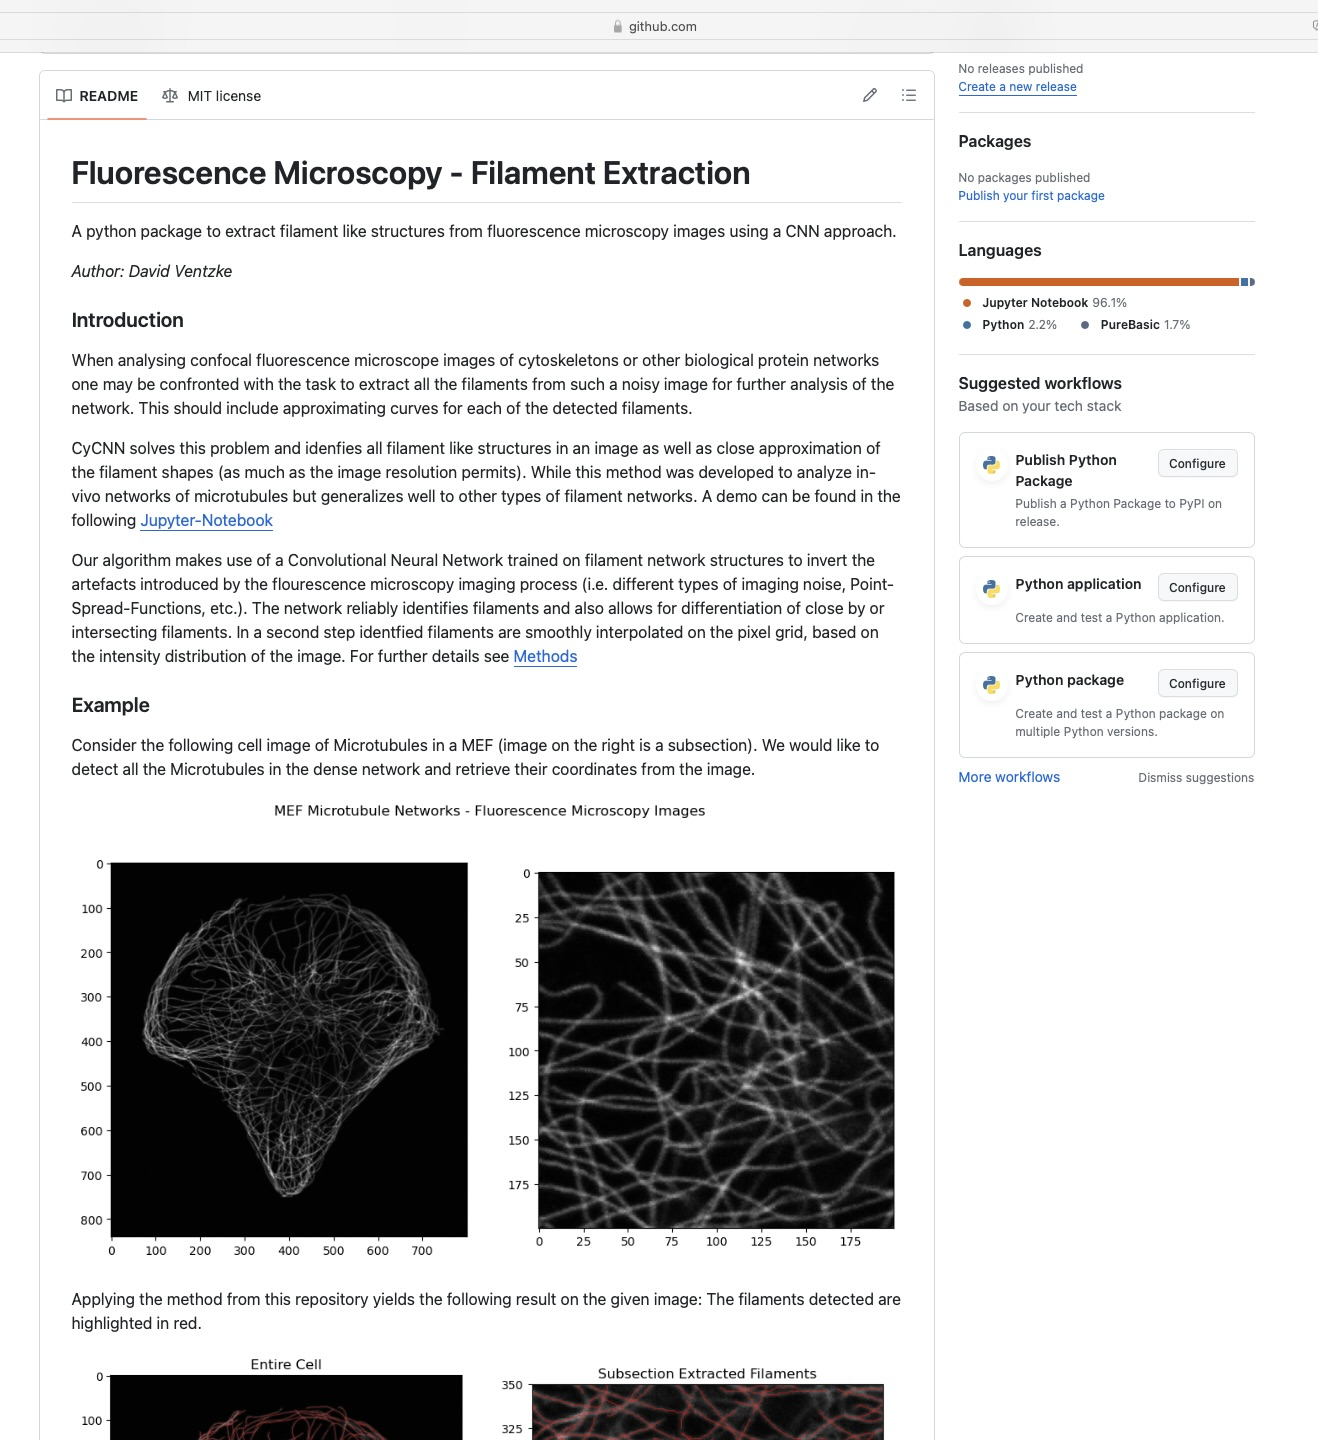 github.com
README
MIT license
Fluorescence Microscopy - Filament Extraction
A python package to extract filament like structures from fluorescence microscopy images using a CNN approach.
Author: David Ventzke
Introduction
When analysing confocal fluorescence microscope images of cytoskeletons or other biological protein networks
one may be confronted with the task to extract all the filaments from such a noisy image for further analysis of the
network. This should include approximating curves for each of the detected filaments.
CyCNN solves this problem and idenfies all filament like structures in an image as well as close approximation of
the filament shapes (as much as the image resolution permits). While this method was developed to analyze in-
vivo networks of microtubules but generalizes well to other types of filament networks. A demo can be found in the
following Jupyter-Notebook
Our algorithm makes use of a Convolutional Neural Network trained on filament network structures to invert the
artefacts introduced by the flourescence microscopy imaging process (i.e. different types of imaging noise, Point-
Spread-Functions, etc.). The network reliably identifies filaments and also allows for differentiation of close by or
intersecting filaments. In a second step identfied filaments are smoothly interpolated on the pixel grid, based on
the intensity distribution of the image. For further details see Methods
Example
Consider the following cell image of Microtubules in a MEF (image on the right is a subsection). We would like to
detect all the Microtubules in the dense network and retrieve their coordinates from the image.
MEF Microtubule Networks - Fluorescence Microscopy Images
0
100
200
300
400
500
600
700
800
0 100 200 300 400 500 600 700
0
25
50
75
100
125
150
175
0 25 50 75 100 125 150 175
Applying the method from this repository yields the following result on the given image: The filaments detected are
highlighted in red.
Entire Cell
0
100
Subsection Extracted Filaments
350
325
No releases published
Create a new release
Packages
No packages published
Publish your first package
Languages
Jupyter Notebook 96.1%
Python 2.2% PureBasic 1.7%
Suggested workflows
Based on your tech stack
Publish Python
Package
Configure
Publish a Python Package to PyPI on
release.
Python application
Configure
Create and test a Python application.
Python package
Configure
Create and test a Python package on
multiple Python versions.
More workflows
Dismiss suggestions